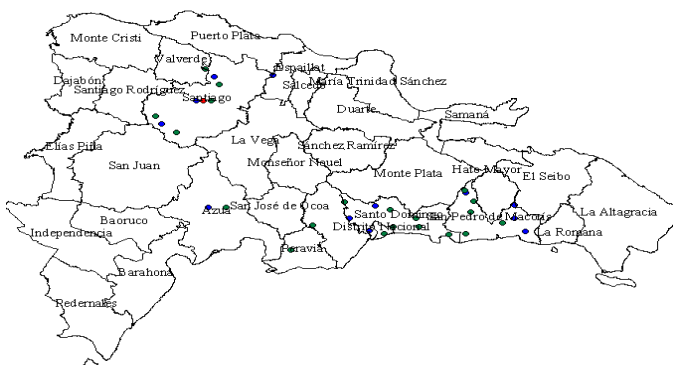 Puerto Plata
Monte Cristi
Valverde
Espaillat
Dajabón
María Trinidad Sánchez
Salcedo
Santiago Rodríguez
Santiago
Duarte
Samaná
La Vega
Sánchez Ramírez
Elías Piña
San Juan
Monseñor Nouel
Monte Plata
Hato Mayor
El Seibo
San José de Ocoa
Azua
La Altagracia
Santo Domingo
San Pedro de Macorís
Baoruco
Distrito Nacional
Independencia
La Romana
Peravia
Barahona
Pedernales